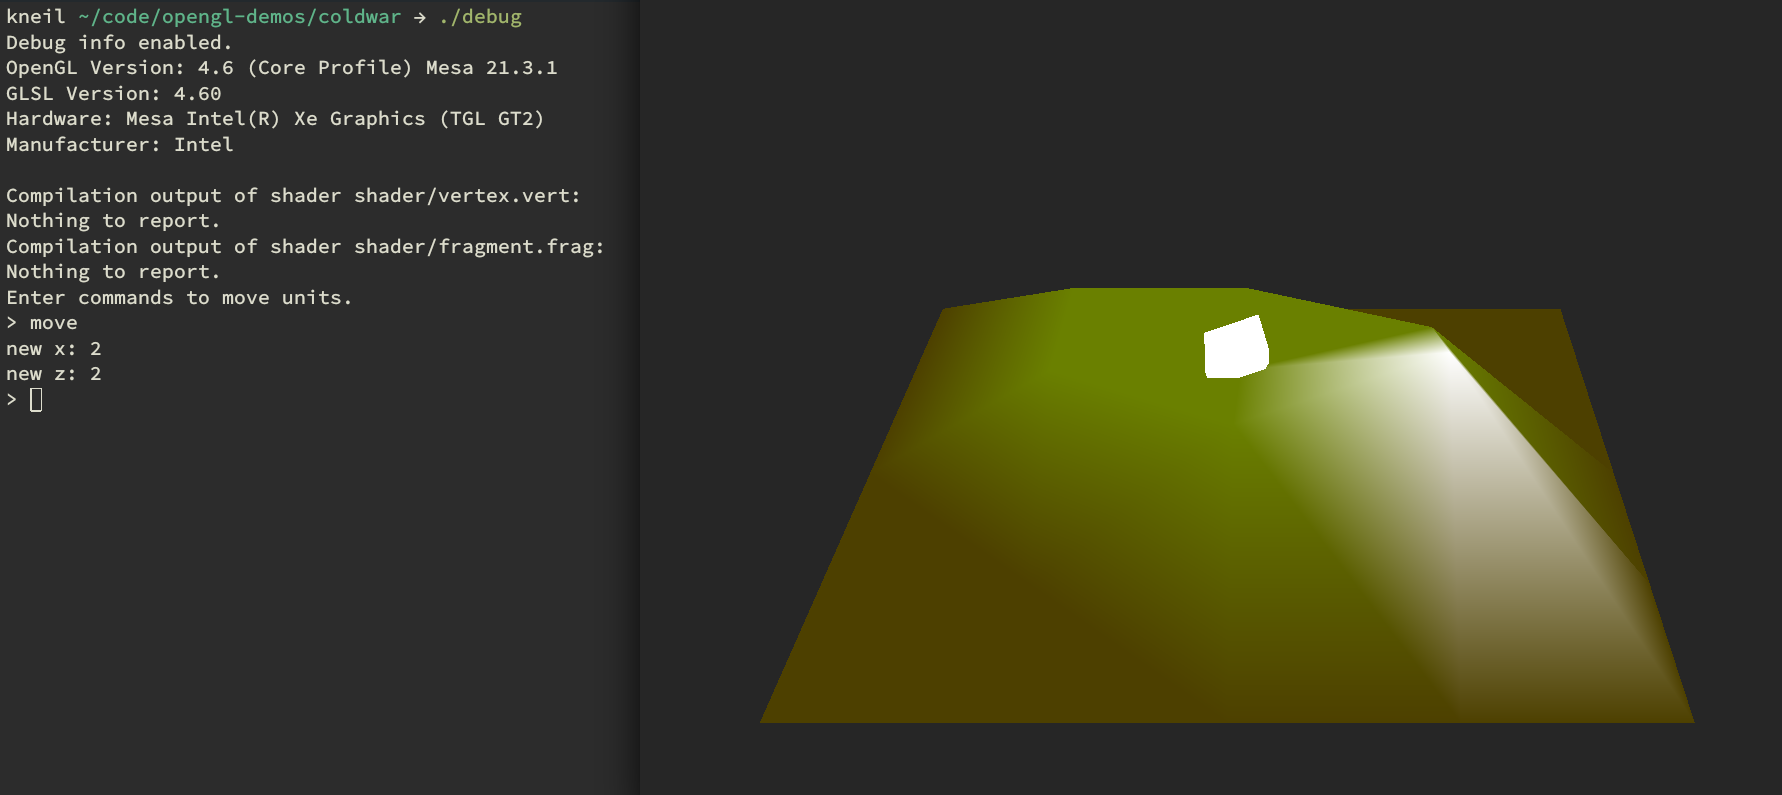 kneil ~/code/opengl-demos/coldwar → ./debug
Debug info enabled.
OpenGL Version: 4.6 (Core Profile) Mesa 21.3.1
GLSL Version: 4.60
Hardware: Mesa Intel(R) Xe Graphics (TGL GT2)
Manufacturer: Intel
Compilation output of shader shader/vertex.vert:
Nothing to report.
Compilation output of shader shader/fragment.frag:
Nothing to report.
Enter commands to move units.
> move
new x: 2
new z: 2
>